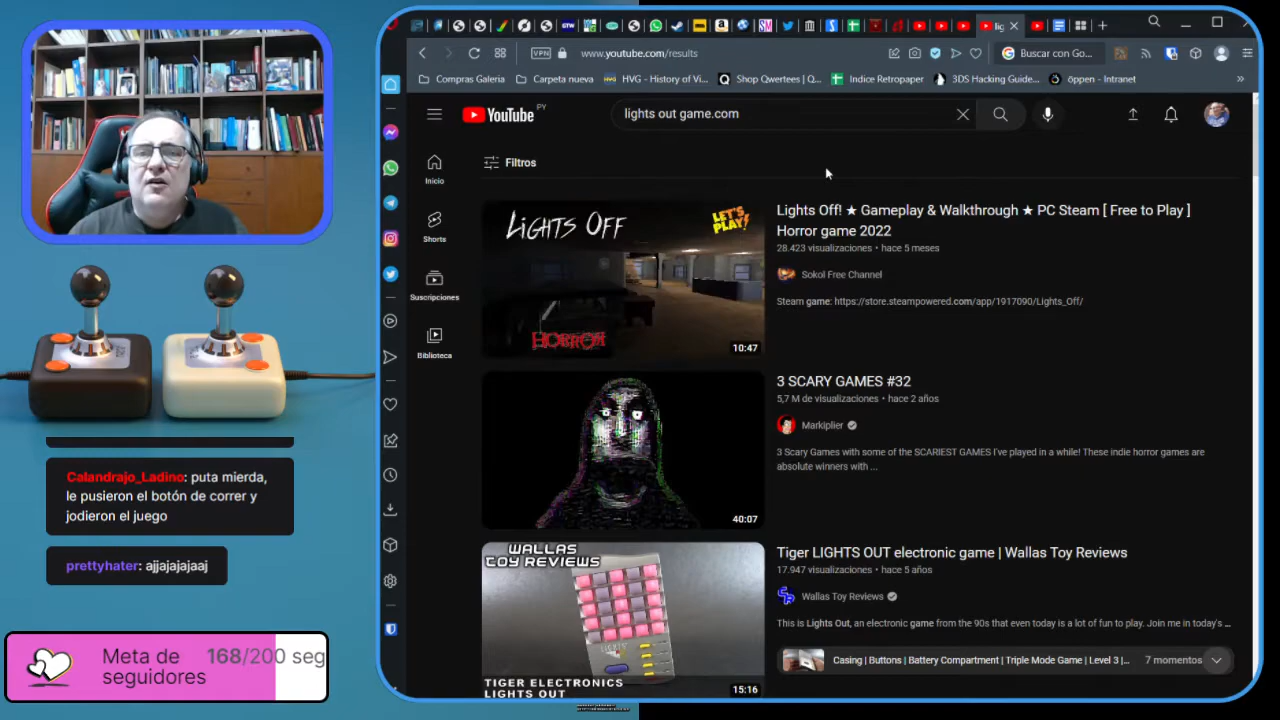 GTW
SM
lig
VPN
www.youtube.com/results
Buscar con Go...
Compras Galeria
Carpeta nueva
HVG - History of Vi...
Shop Qwertees | Q...
Indice Retropaper
3DS Hacking Guide...
öppen - Intranet
»
YouTube PY
lights out game.com
Inicio
Shorts
Suscripciones
Biblioteca
Filtros
LIGHTS OFF
LET'S PLAY!
HORROR
10:47
Lights Off! ★ Gameplay & Walkthrough ★ PC Steam [ Free to Play ]
Horror game 2022
28.423 visualizaciones • hace 5 meses
Sokol Free Channel
Steam game: https://store.steampowered.com/app/1917090/Lights_Off/
40:07
3 SCARY GAMES #32
5,7 M de visualizaciones • hace 2 años
Markiplier
3 Scary Games with some of the SCARIEST GAMES I've played in a while! These indie horror games are
absolute winners with ...
WALLAS
TOY REVIEWS
TIGER ELECTRONICS
LIGHTS OUT
15:16
Tiger LIGHTS OUT electronic game | Wallas Toy Reviews
17.947 visualizaciones • hace 5 años
Wallas Toy Reviews
This is Lights Out, an electronic game from the 90s that even today is a lot of fun to play. Join me in today's ...
Casing | Buttons | Battery Compartment | Triple Mode Game | Level 3 |...
7 momentos
Calandrajo_Ladino: puta mierda,
le pusieron el botón de correr y
jodieron el juego
prettyhater: ajjajajajaaj
Meta de
seguidores
168/200 seg